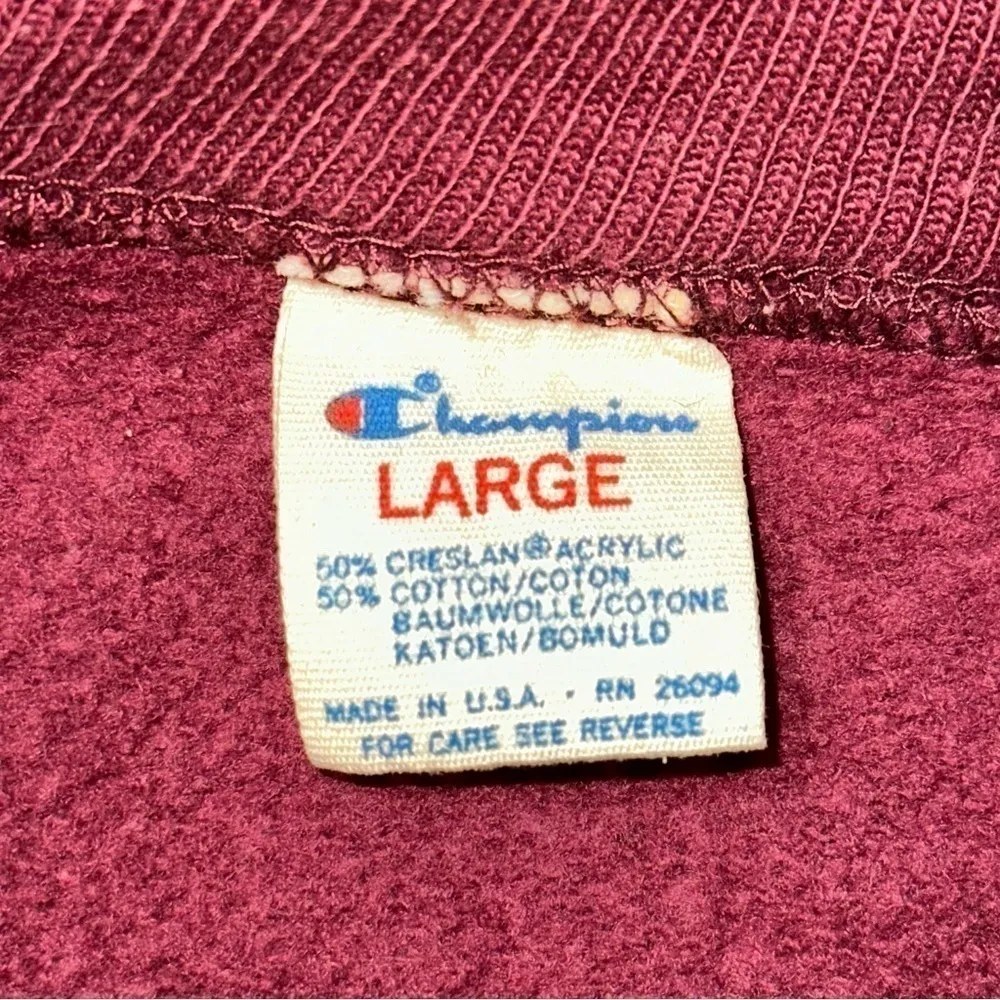 Champion®
LARGE
50% CRESLAN® ACRYLIC
50% COTTON/COTON
BAUMWOLLE/COTONE
KATOEN/BOMULD
MADE IN U.S.A. · RN 26094
FOR CARE SEE REVERSE